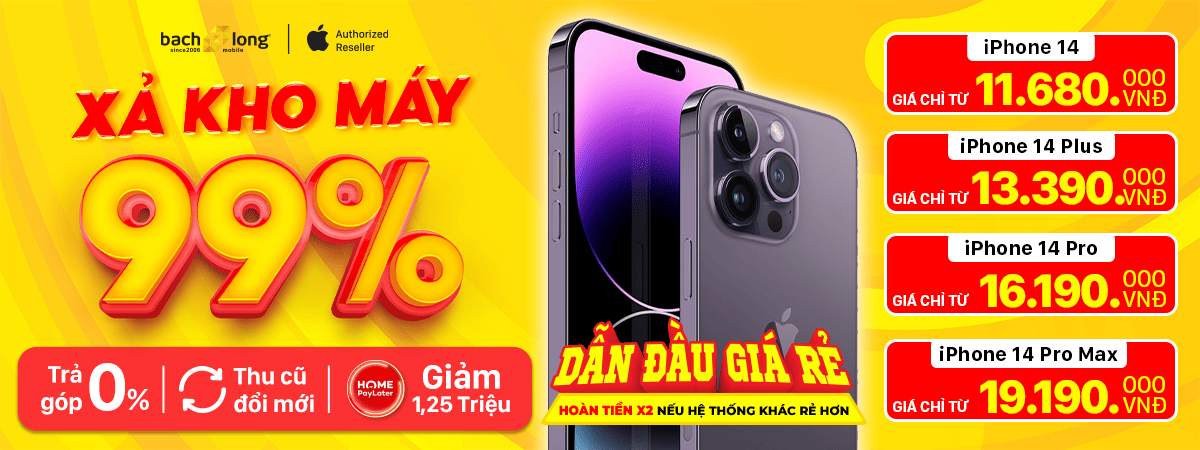 bach long
since2006 mobile
Authorized
Reseller
XẢ KHO MÁY
99%
Trả
góp 0%
Thu cũ
đổi mới
HOME
PayLater
Giảm
1,25 Triệu
DẪN ĐẦU GIÁ RẺ
HOÀN TIỀN X2 NẾU HỆ THỐNG KHÁC RẺ HƠN
iPhone 14
GIÁ CHỈ TỪ 11.680.000 VNĐ
iPhone 14 Plus
GIÁ CHỈ TỪ 13.390.000 VNĐ
iPhone 14 Pro
GIÁ CHỈ TỪ 16.190.000 VNĐ
iPhone 14 Pro Max
GIÁ CHỈ TỪ 19.190.000 VNĐ